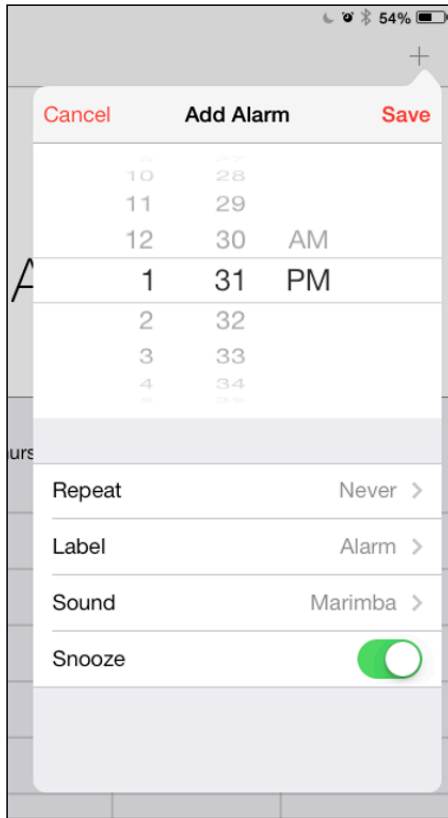 54%
Cancel Add Alarm Save
10 28
11 29
12 30 AM
1 31 PM
2 32
3 33
4 34
urs
Repeat Never
Label Alarm
Sound Marimba
Snooze